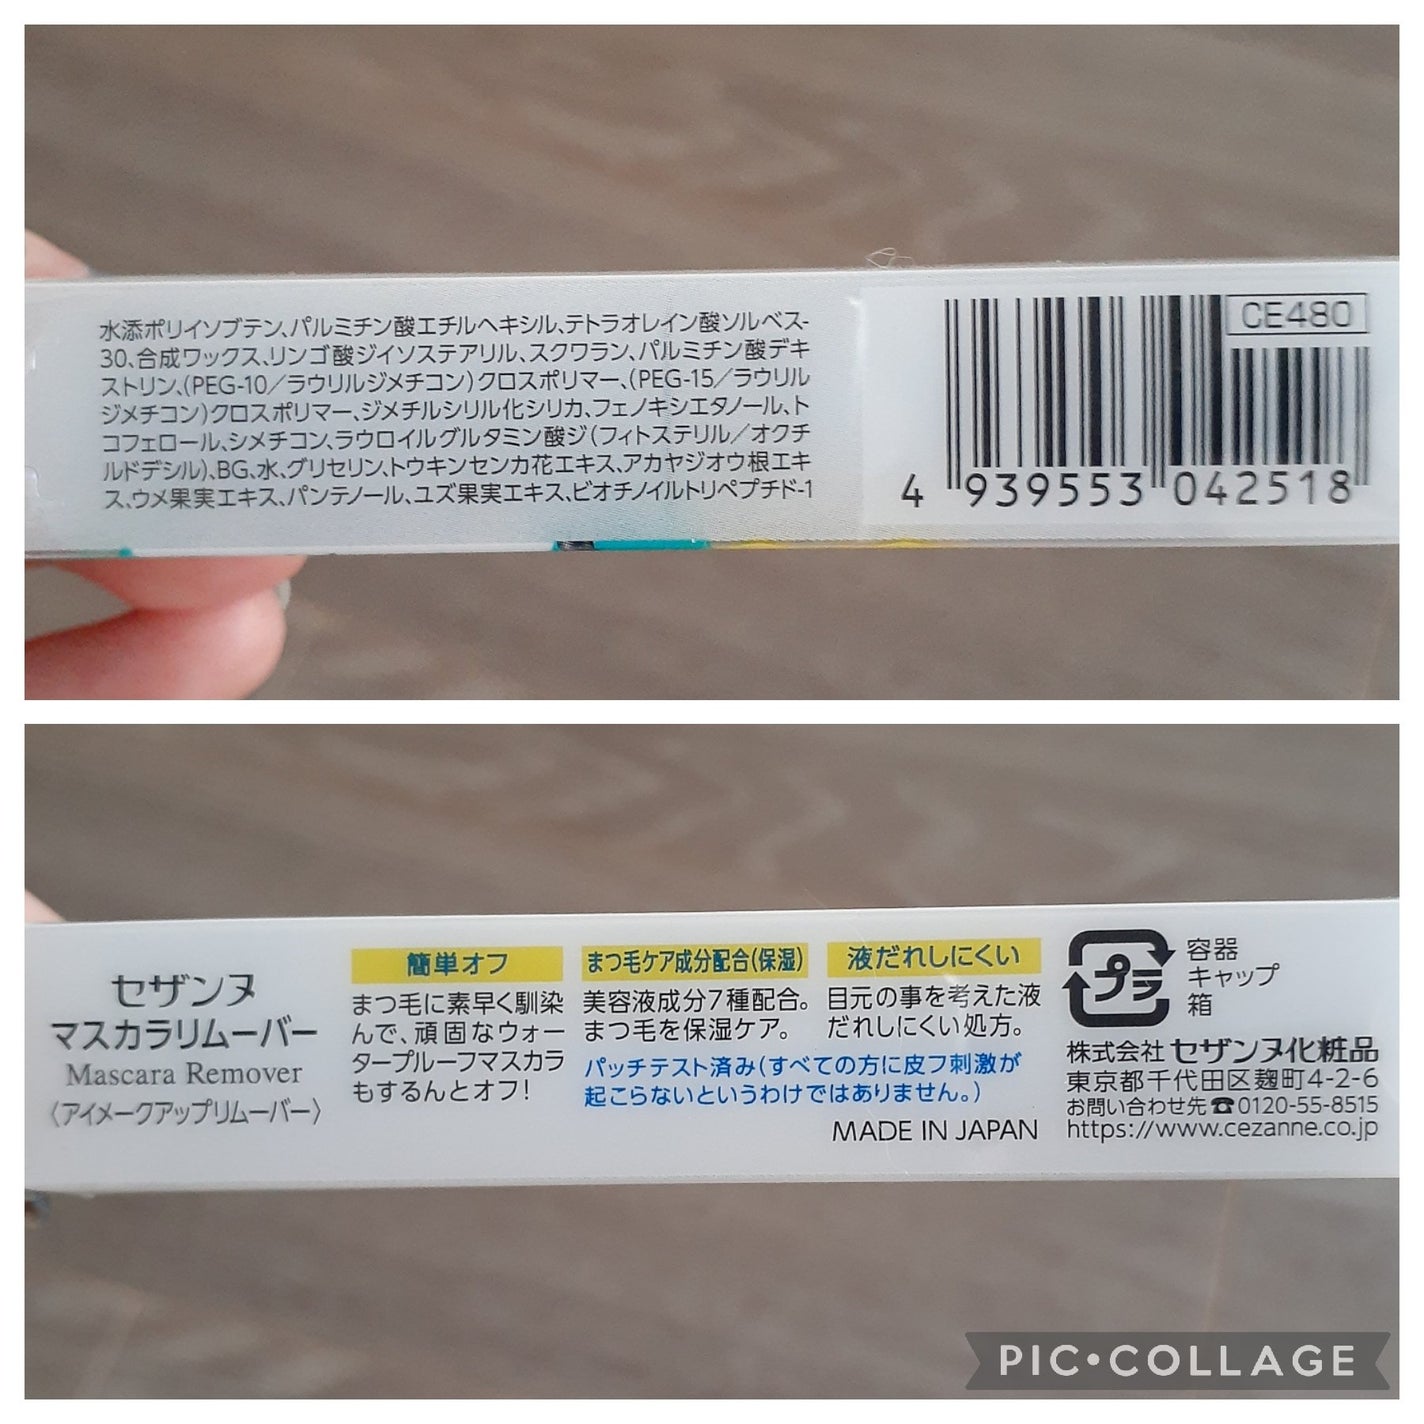 水添ポリイソブテン、パルミチン酸エチルヘキシル、テトラオレイン酸ソルベス-
30、合成ワックス、リンゴ酸ジイソステアリル、スクワラン、パルミチン酸デキ
ストリン、(PEG-10／ラウリルジメチコン)クロスポリマー、(PEG-15／ラウリル
ジメチコン)クロスポリマー、ジメチルシリル化シリカ、フェノキシエタノール、ト
コフェロール、シメチコン、ラウロイルグルタミン酸ジ(フィトステリル／オクチ
ルドデシル)、BG、水、グリセリン、トウキンセンカ花エキス、アカヤジオウ根エキ
ス、ウメ果実エキス、パンテノール、ユズ果実エキス、ビオチノイルトリペプチド-1
CE480
4 939553 042518
セザンヌ
マスカラリムーバー
Mascara Remover
〈アイメークアップリムーバー〉
簡単オフ
まつ毛に素早く馴染
んで、頑固なウォー
タープルーフマスカラ
もするんとオフ!
まつ毛ケア成分配合(保湿)
美容液成分7種配合。
まつ毛を保湿ケア。
液だれしにくい
目元の事を考えた液
だれしにくい処方。
パッチテスト済み(すべての方に皮フ刺激が
起こらないというわけではありません。)
MADE IN JAPAN
プラ
容器
キャップ
箱
株式会社 セザンヌ化粧品
東京都千代田区麹町4-2-6
お問い合わせ先☎0120-55-8515
https://www.cezanne.co.jp
PIC•COLLAGE